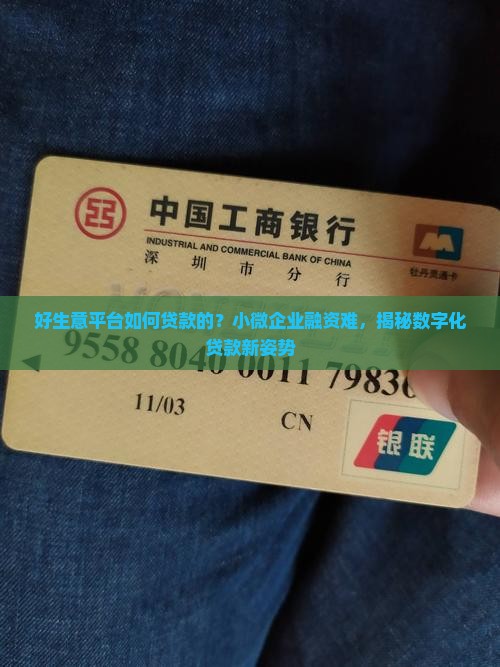 中国工商银行
INDUSTRIAL AND COMMERCIAL BANK OF CHINA
深圳市分行
牡丹灵通卡
好生意平台如何贷款的？小微企业融资难，揭秘数字化
贷款新姿势
9558 8040 0011 7983
11/03
CN
银联